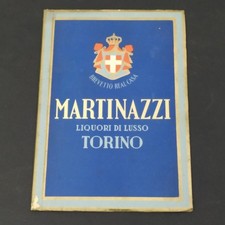 BREVETTO REAL CASA
MARTINAZZI
LIQUORI DI LUSSO
TORINO